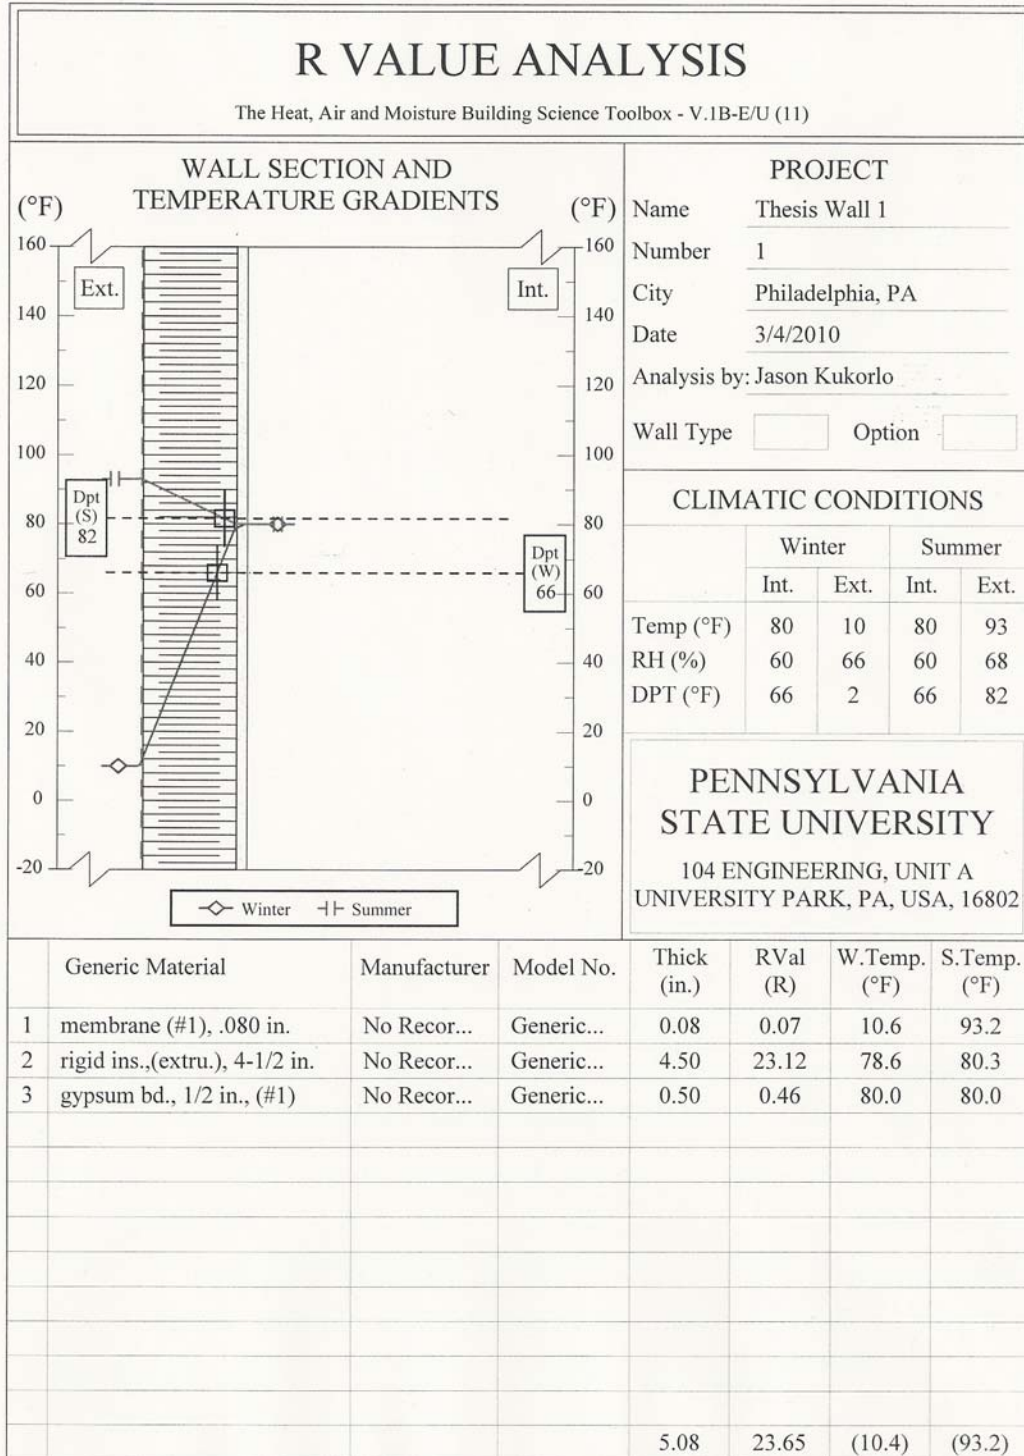 R VALUE ANALYSIS
The Heat, Air and Moisture Building Science Toolbox - V.1B-E/U (11)
WALL SECTION AND
TEMPERATURE GRADIENTS
(°F)
(°F)
160
140
120
100
80
60
40
20
0
-20
Ext.
Int.
160
140
120
100
80
60
40
20
0
-20
Dpt
(S)
82
Dpt
(W)
66
Winter Summer
PROJECT
Name Thesis Wall 1
Number 1
City Philadelphia, PA
Date 3/4/2010
Analysis by: Jason Kukorlo
Wall Type Option
CLIMATIC CONDITIONS
Winter Summer
Int. Ext. Int. Ext.
Temp (°F) 80 10 80 93
RH (%) 60 66 60 68
DPT (°F) 66 2 66 82
PENNSYLVANIA
STATE UNIVERSITY
104 ENGINEERING, UNIT A
UNIVERSITY PARK, PA, USA, 16802
Generic Material Manufacturer Model No. Thick (in.) RVal (R) W.Temp. (°F) S.Temp. (°F)
1 membrane (#1), .080 in. No Recor... Generic... 0.08 0.07 10.6 93.2
2 rigid ins.,(extru.), 4-1/2 in. No Recor... Generic... 4.50 23.12 78.6 80.3
3 gypsum bd., 1/2 in., (#1) No Recor... Generic... 0.50 0.46 80.0 80.0
5.08 23.65 (10.4) (93.2)